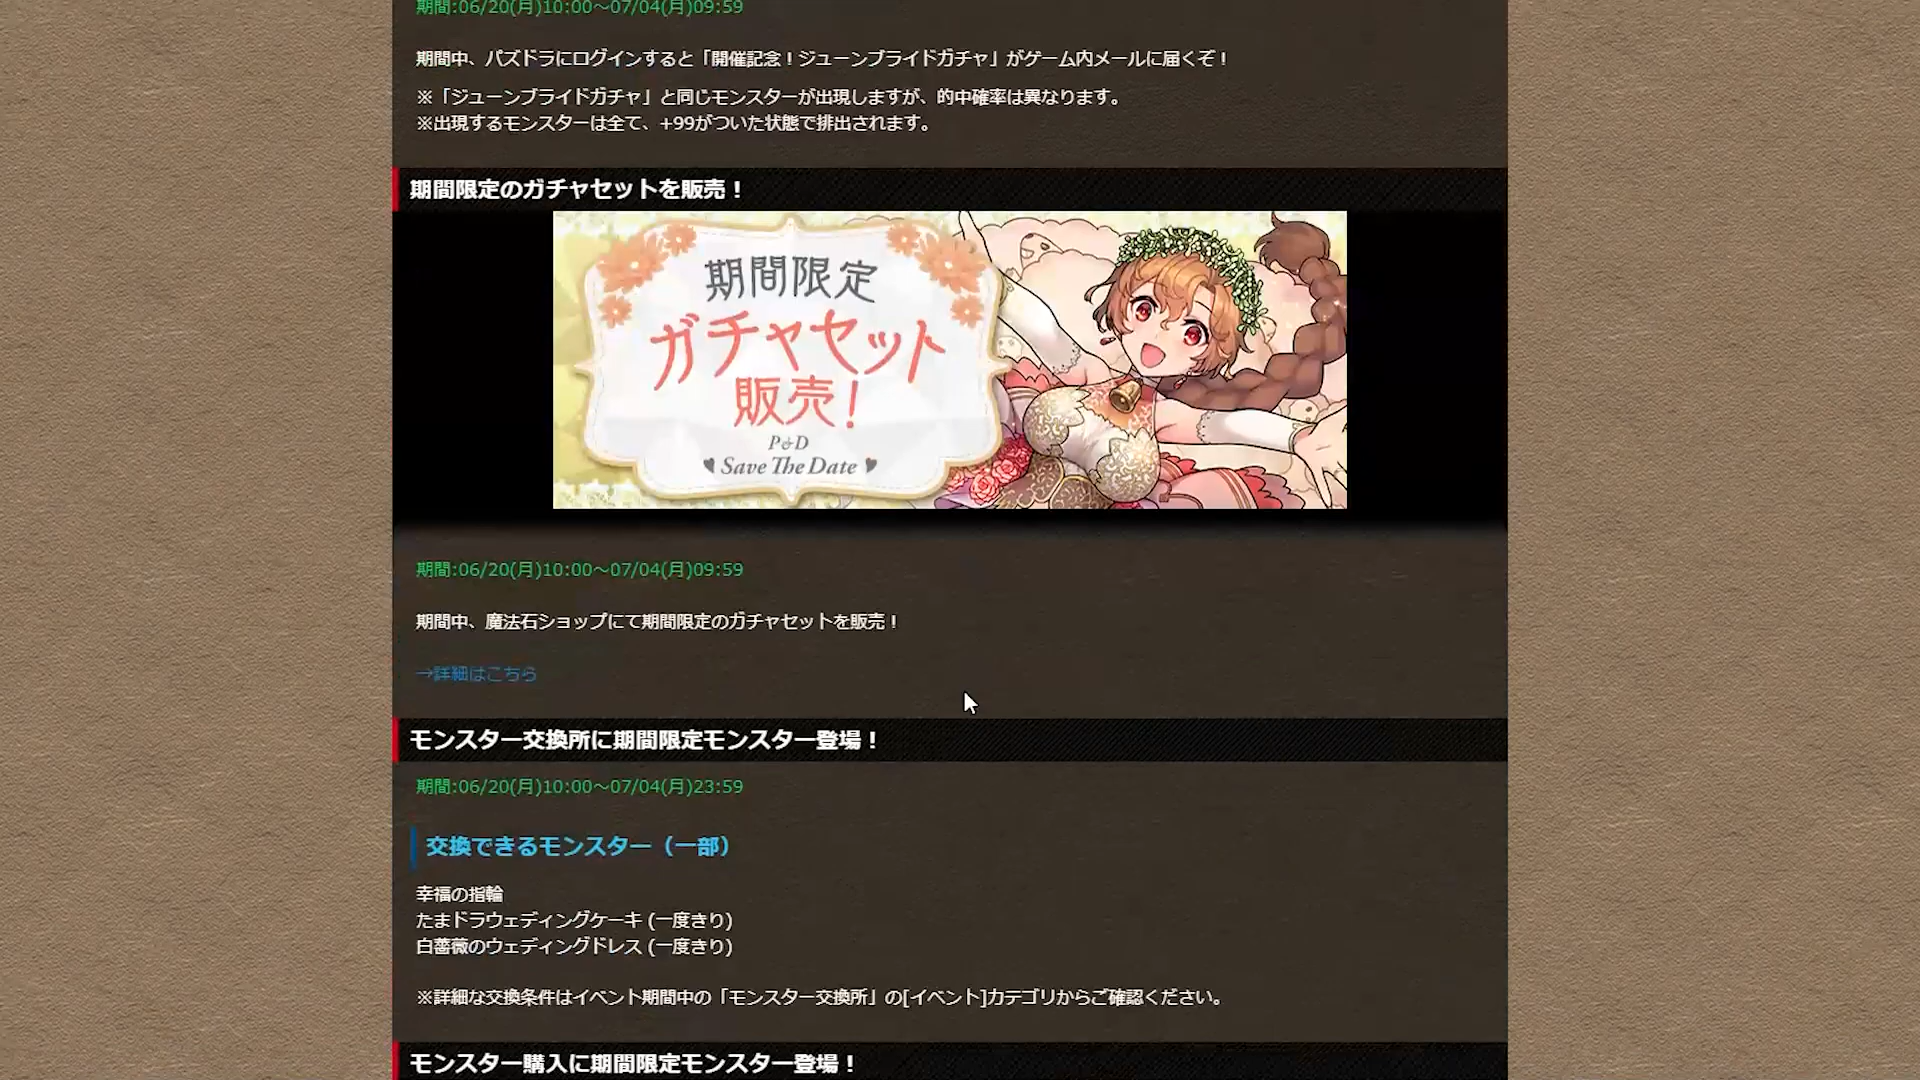 期間:06/20(月)10:00～07/04(月)09:59
期間中、パズドラにログインすると「開催記念！ジューンブライドガチャ」がゲーム内メールに届くぞ！
※「ジューンブライドガチャ」と同じモンスターが出現しますが、的中確率は異なります。
※出現するモンスターは全て、+99がついた状態で排出されます。
期間限定のガチャセットを販売！
期間限定
ガチャセット
販売！
P&D
Save The Date
期間:06/20(月)10:00～07/04(月)09:59
期間中、魔法石ショップにて期間限定のガチャセットを販売！
→詳細はこちら
モンスター交換所に期間限定モンスター登場！
期間:06/20(月)10:00～07/04(月)23:59
交換できるモンスター（一部）
幸福の指輪
たまドラウェディングケーキ (一度きり)
白薔薇のウェディングドレス (一度きり)
※詳細な交換条件はイベント期間中の「モンスター交換所」の[イベント]カテゴリからご確認ください。
モンスター購入に期間限定モンスター登場！